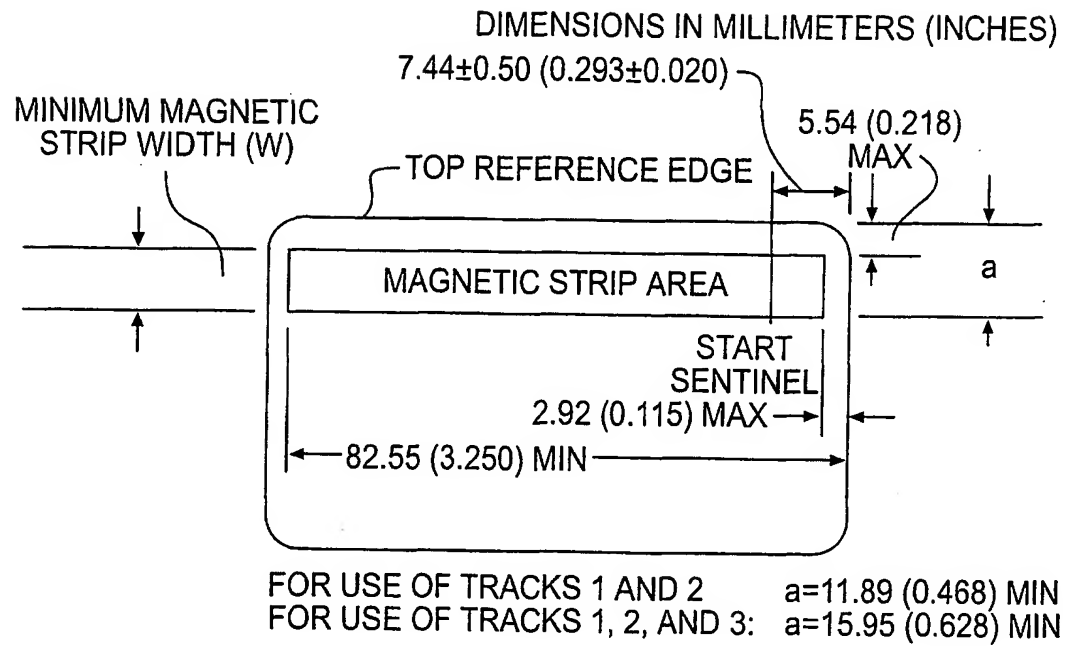 DIMENSIONS IN MILLIMETERS (INCHES)
7.44±0.50 (0.293±0.020)
MINIMUM MAGNETIC
STRIP WIDTH (W)
5.54 (0.218)
MAX
TOP REFERENCE EDGE
a
MAGNETIC STRIP AREA
START
SENTINEL
2.92 (0.115) MAX
82.55 (3.250) MIN
FOR USE OF TRACKS 1 AND 2 a=11.89 (0.468) MIN
FOR USE OF TRACKS 1, 2, AND 3: a=15.95 (0.628) MIN